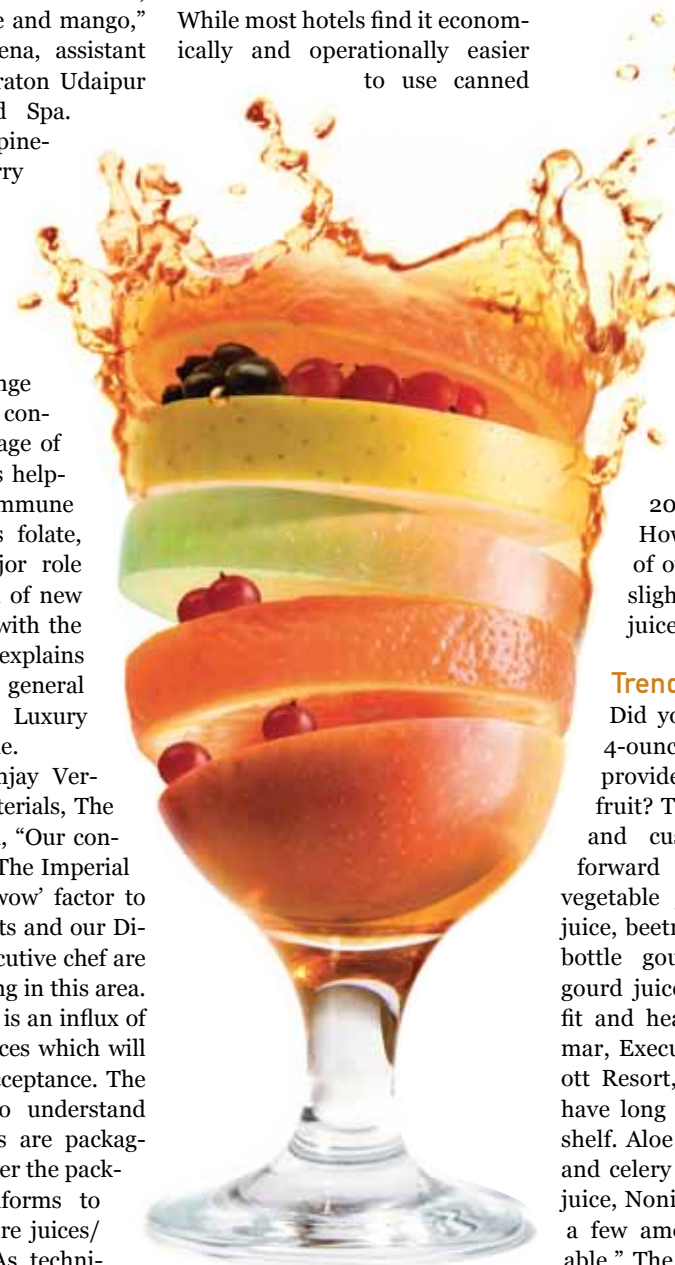 e and mango,”
ena, assistant
raton Udaipur
d Spa.
pine-
rry
nge
con-
age of
s help-
mmune
s folate,
jor role
of new
with the
explains
general
Luxury
e.
njay Ver-
terials, The
, “Our con-
The Imperial
wow’ factor to
ts and our Di-
cutive chef are
ng in this area.
is an influx of
ces which will
cceptance. The
o understand
s are packag-
er the pack-
forms to
re juices/
As techni-
While most hotels find it econom-
ically and operationally easier
to use canned
20
How
of o
sligh
juice
Trend
Did yo
4-ounc
provide
fruit? T
and cus
forward
vegetable
juice, beetr
bottle gou
gourd juic
fit and hea
mar, Execu
ott Resort,
have long
shelf. Aloe
and celery
juice, Noni
a few amo
able.” The